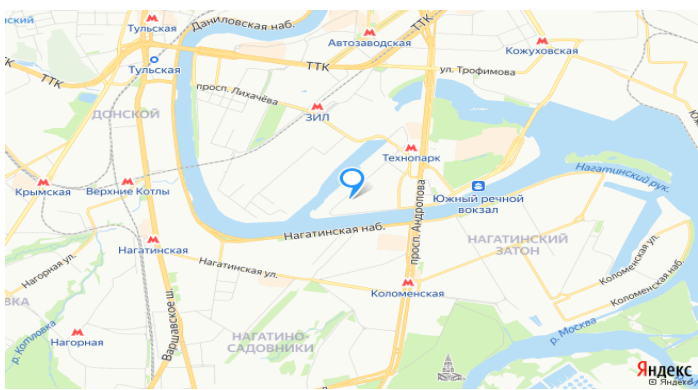 Даниловская наб.
Тульская
Автозаводская
ТТК
Кожуховская
Тульская
ТТК
ул. Трофимова
ТТК
просп. Лихачёва
ДОНСКОЙ
ЗИЛ
Технопарк
Нагатинский рук.
Крымская
Верхние Котлы
Южный речной
вокзал
просп. Андропова
Нагатинская наб.
НАГАТИНСКИЙ
ЗАТОН
Нагатинская
Нагорная ул.
Нагатинская ул.
Коломенская ул.
Коломенская наб.
Коломенская
ВКА
Варшавское ш.
р. Котловка
Нагорная
НАГАТИНО-
САДОВНИКИ
р. Москва
Яндекс
© Яндекс